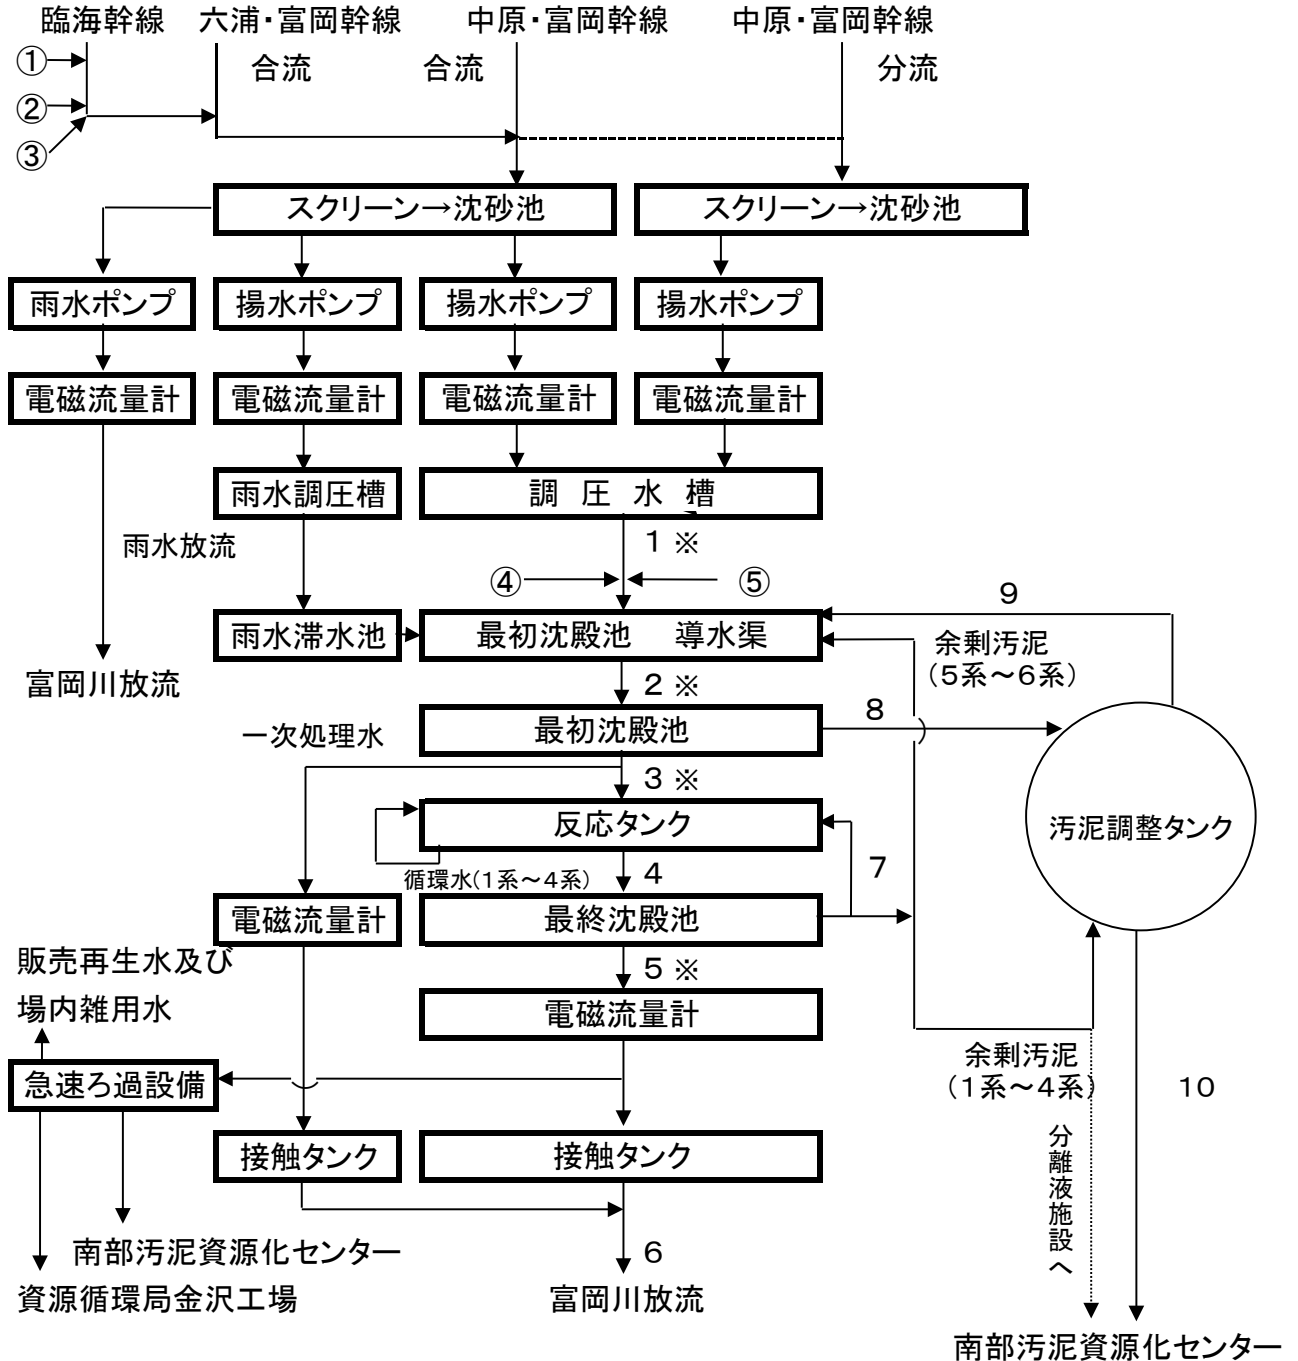 臨海幹線
六浦・富岡幹線
中原・富岡幹線
中原・富岡幹線
①
合流
合流
分流
②
③
スクリーン→沈砂池
スクリーン→沈砂池
雨水ポンプ
揚水ポンプ
揚水ポンプ
揚水ポンプ
電磁流量計
電磁流量計
電磁流量計
電磁流量計
雨水調圧槽
調 圧 水 槽
雨水放流
1 ※
④
⑤
9
雨水滞水池
最初沈殿池 導水渠
余剰汚泥
(5系～6系)
富岡川放流
2 ※
8
一次処理水
最初沈殿池
3 ※
反応タンク
汚泥調整タンク
循環水(1系～4系)
4
7
電磁流量計
最終沈殿池
販売再生水及び
場内雑用水
5 ※
電磁流量計
急速ろ過設備
余剰汚泥
(1系～4系)
10
接触タンク
接触タンク
分離液施設へ
南部汚泥資源化センター
6
資源循環局金沢工場
富岡川放流
南部汚泥資源化センター